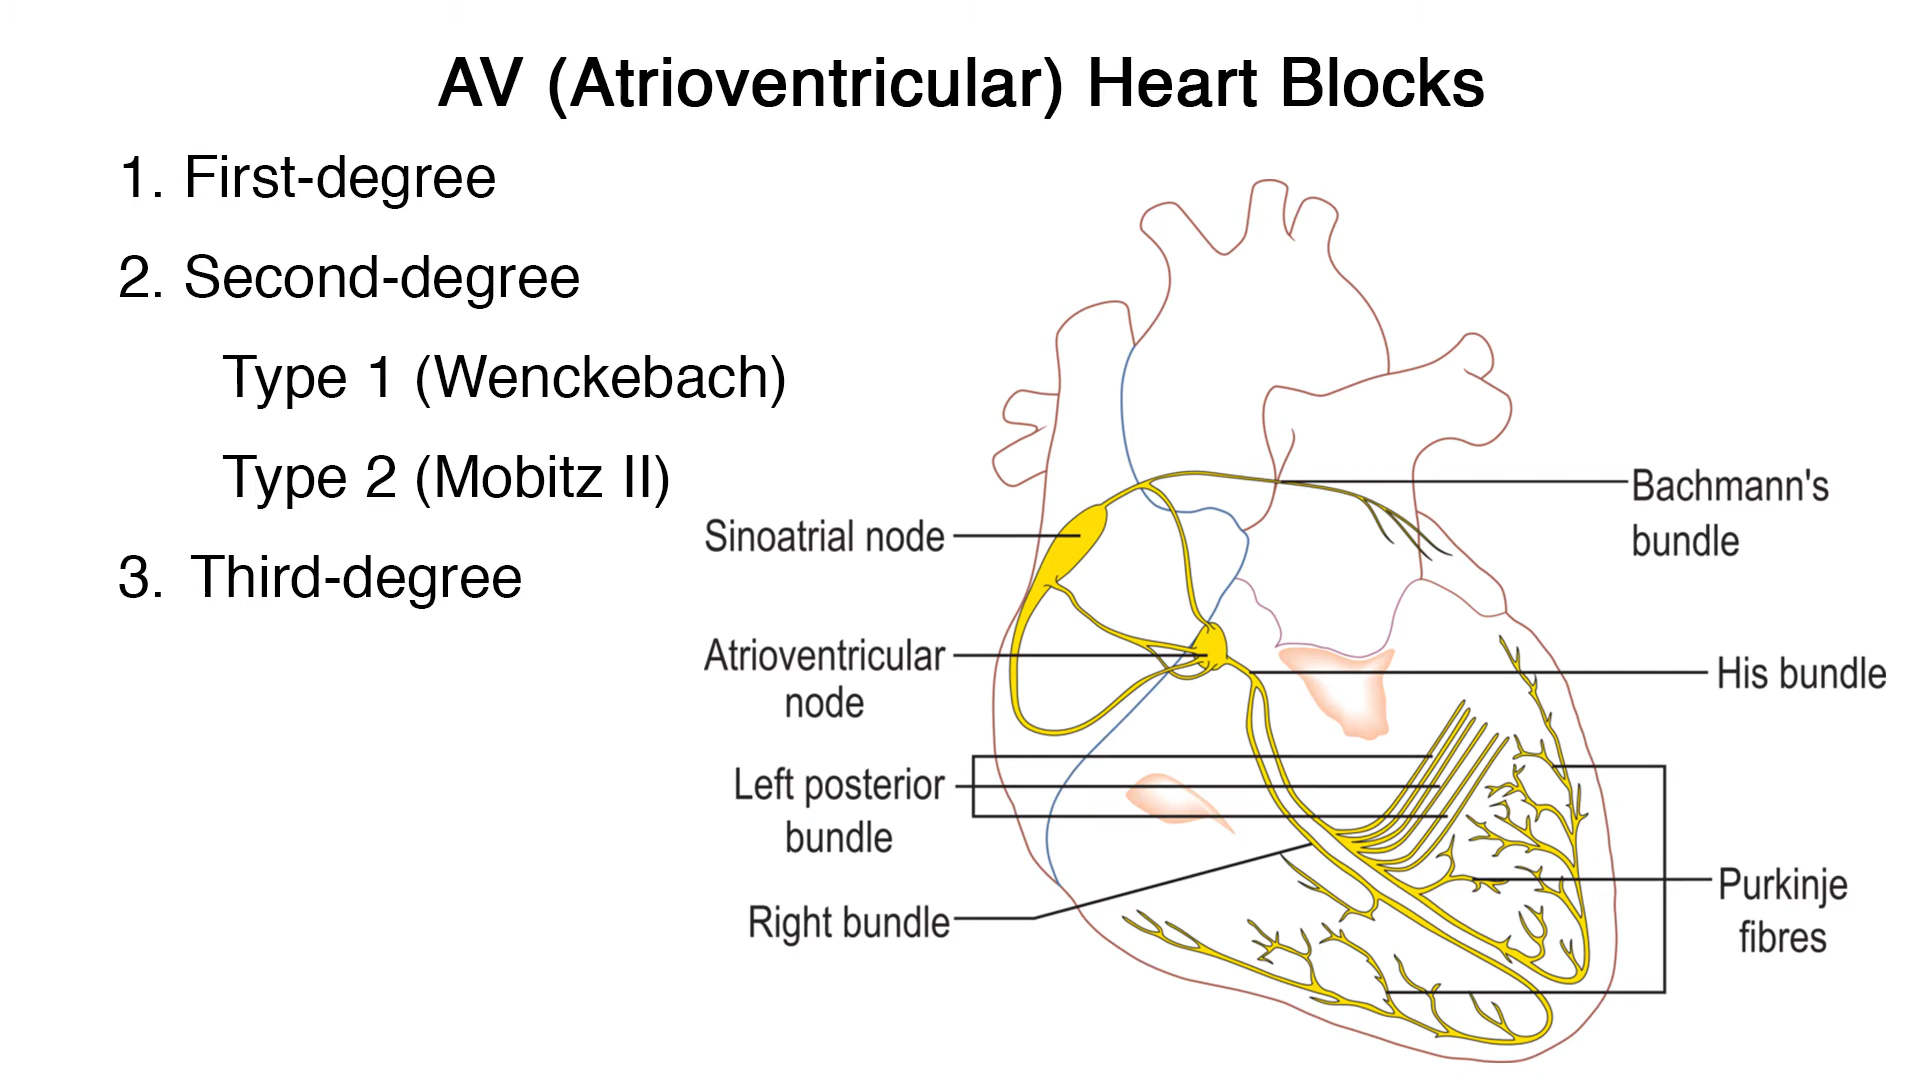 AV (Atrioventricular) Heart Blocks
1. First-degree
2. Second-degree
Type 1 (Wenckebach)
Type 2 (Mobitz II)
3. Third-degree
Sinoatrial node
Atrioventricular
node
Left posterior
bundle
Right bundle
Bachmann's
bundle
His bundle
Purkinje
fibres